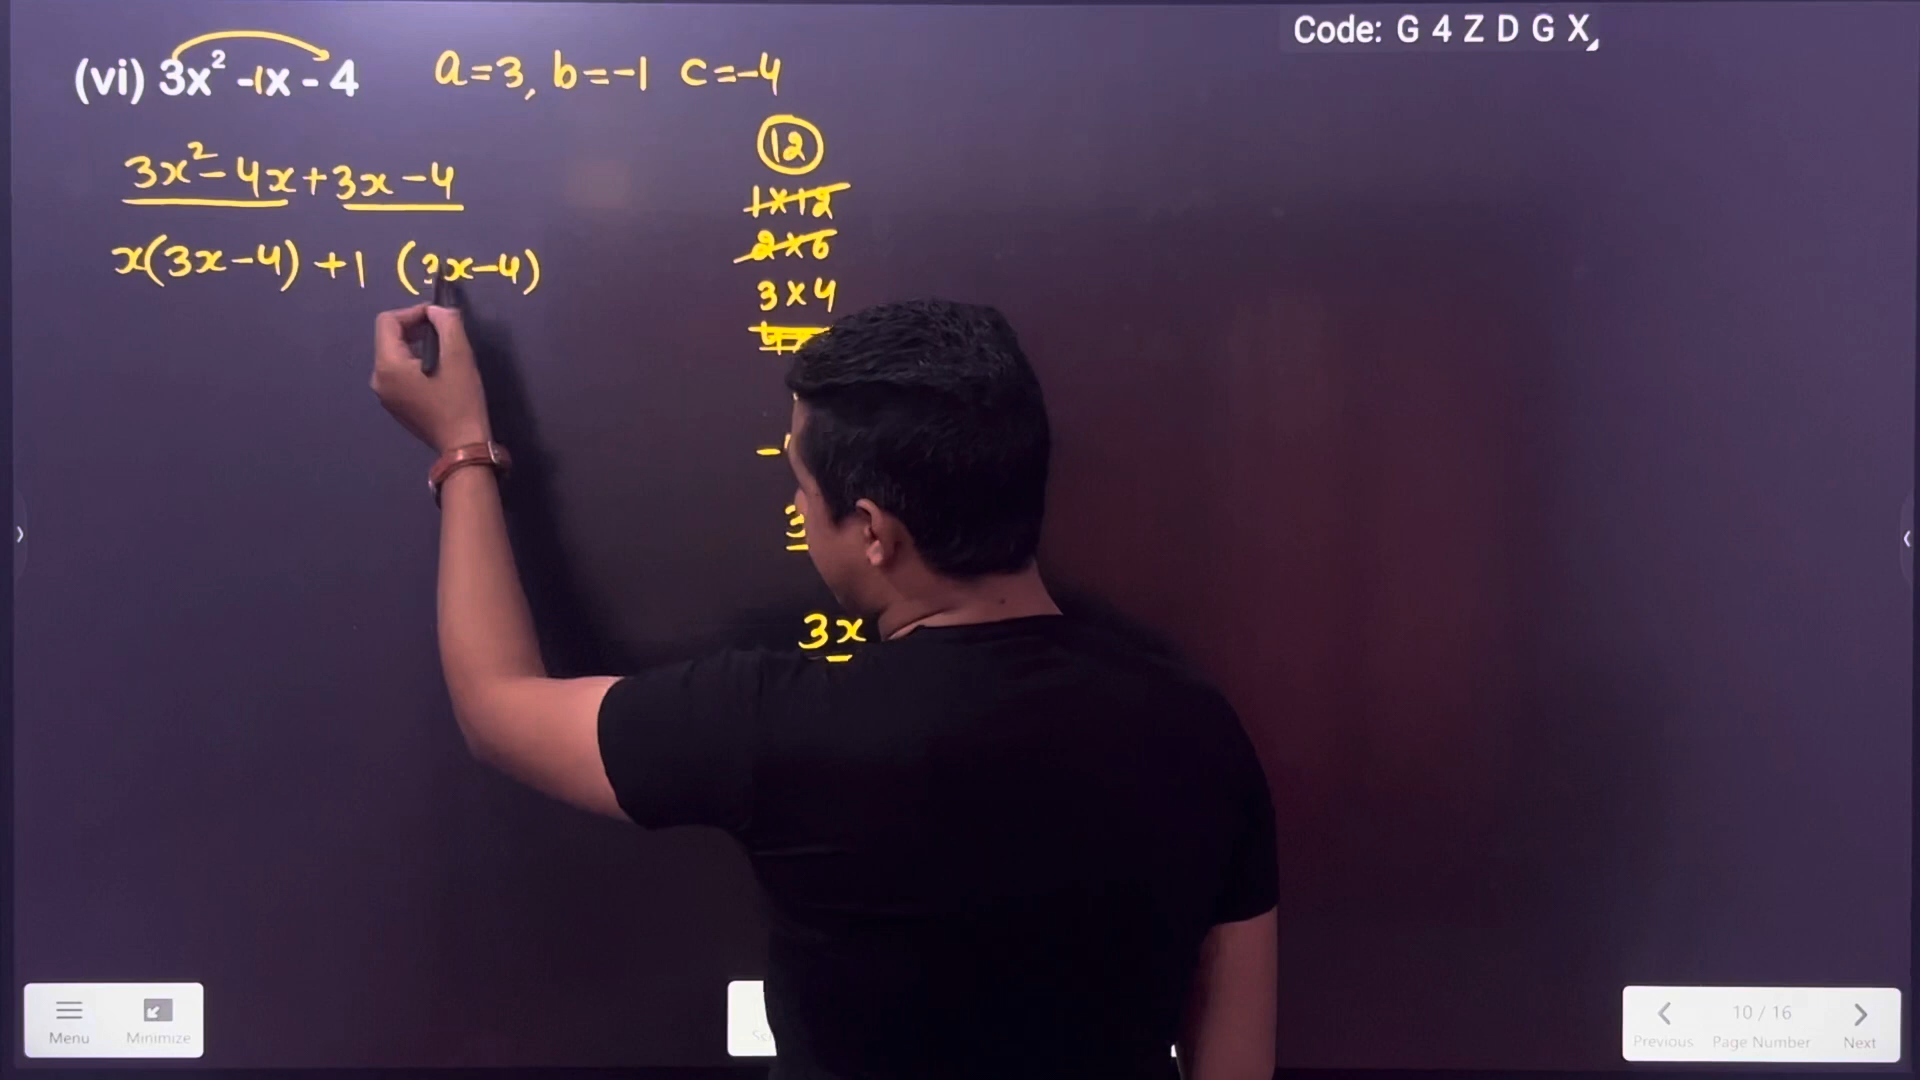 Code: G 4 Z D G X
(vi) 3x² -1x - 4 a=3, b=-1 c=-4
12
3x²-4x+3x-4
1×12
x(3x-4) +1 (3x-4)
2×6
3×4
3x
Menu
Minimize
10 / 16
Previous
Page Number
Next